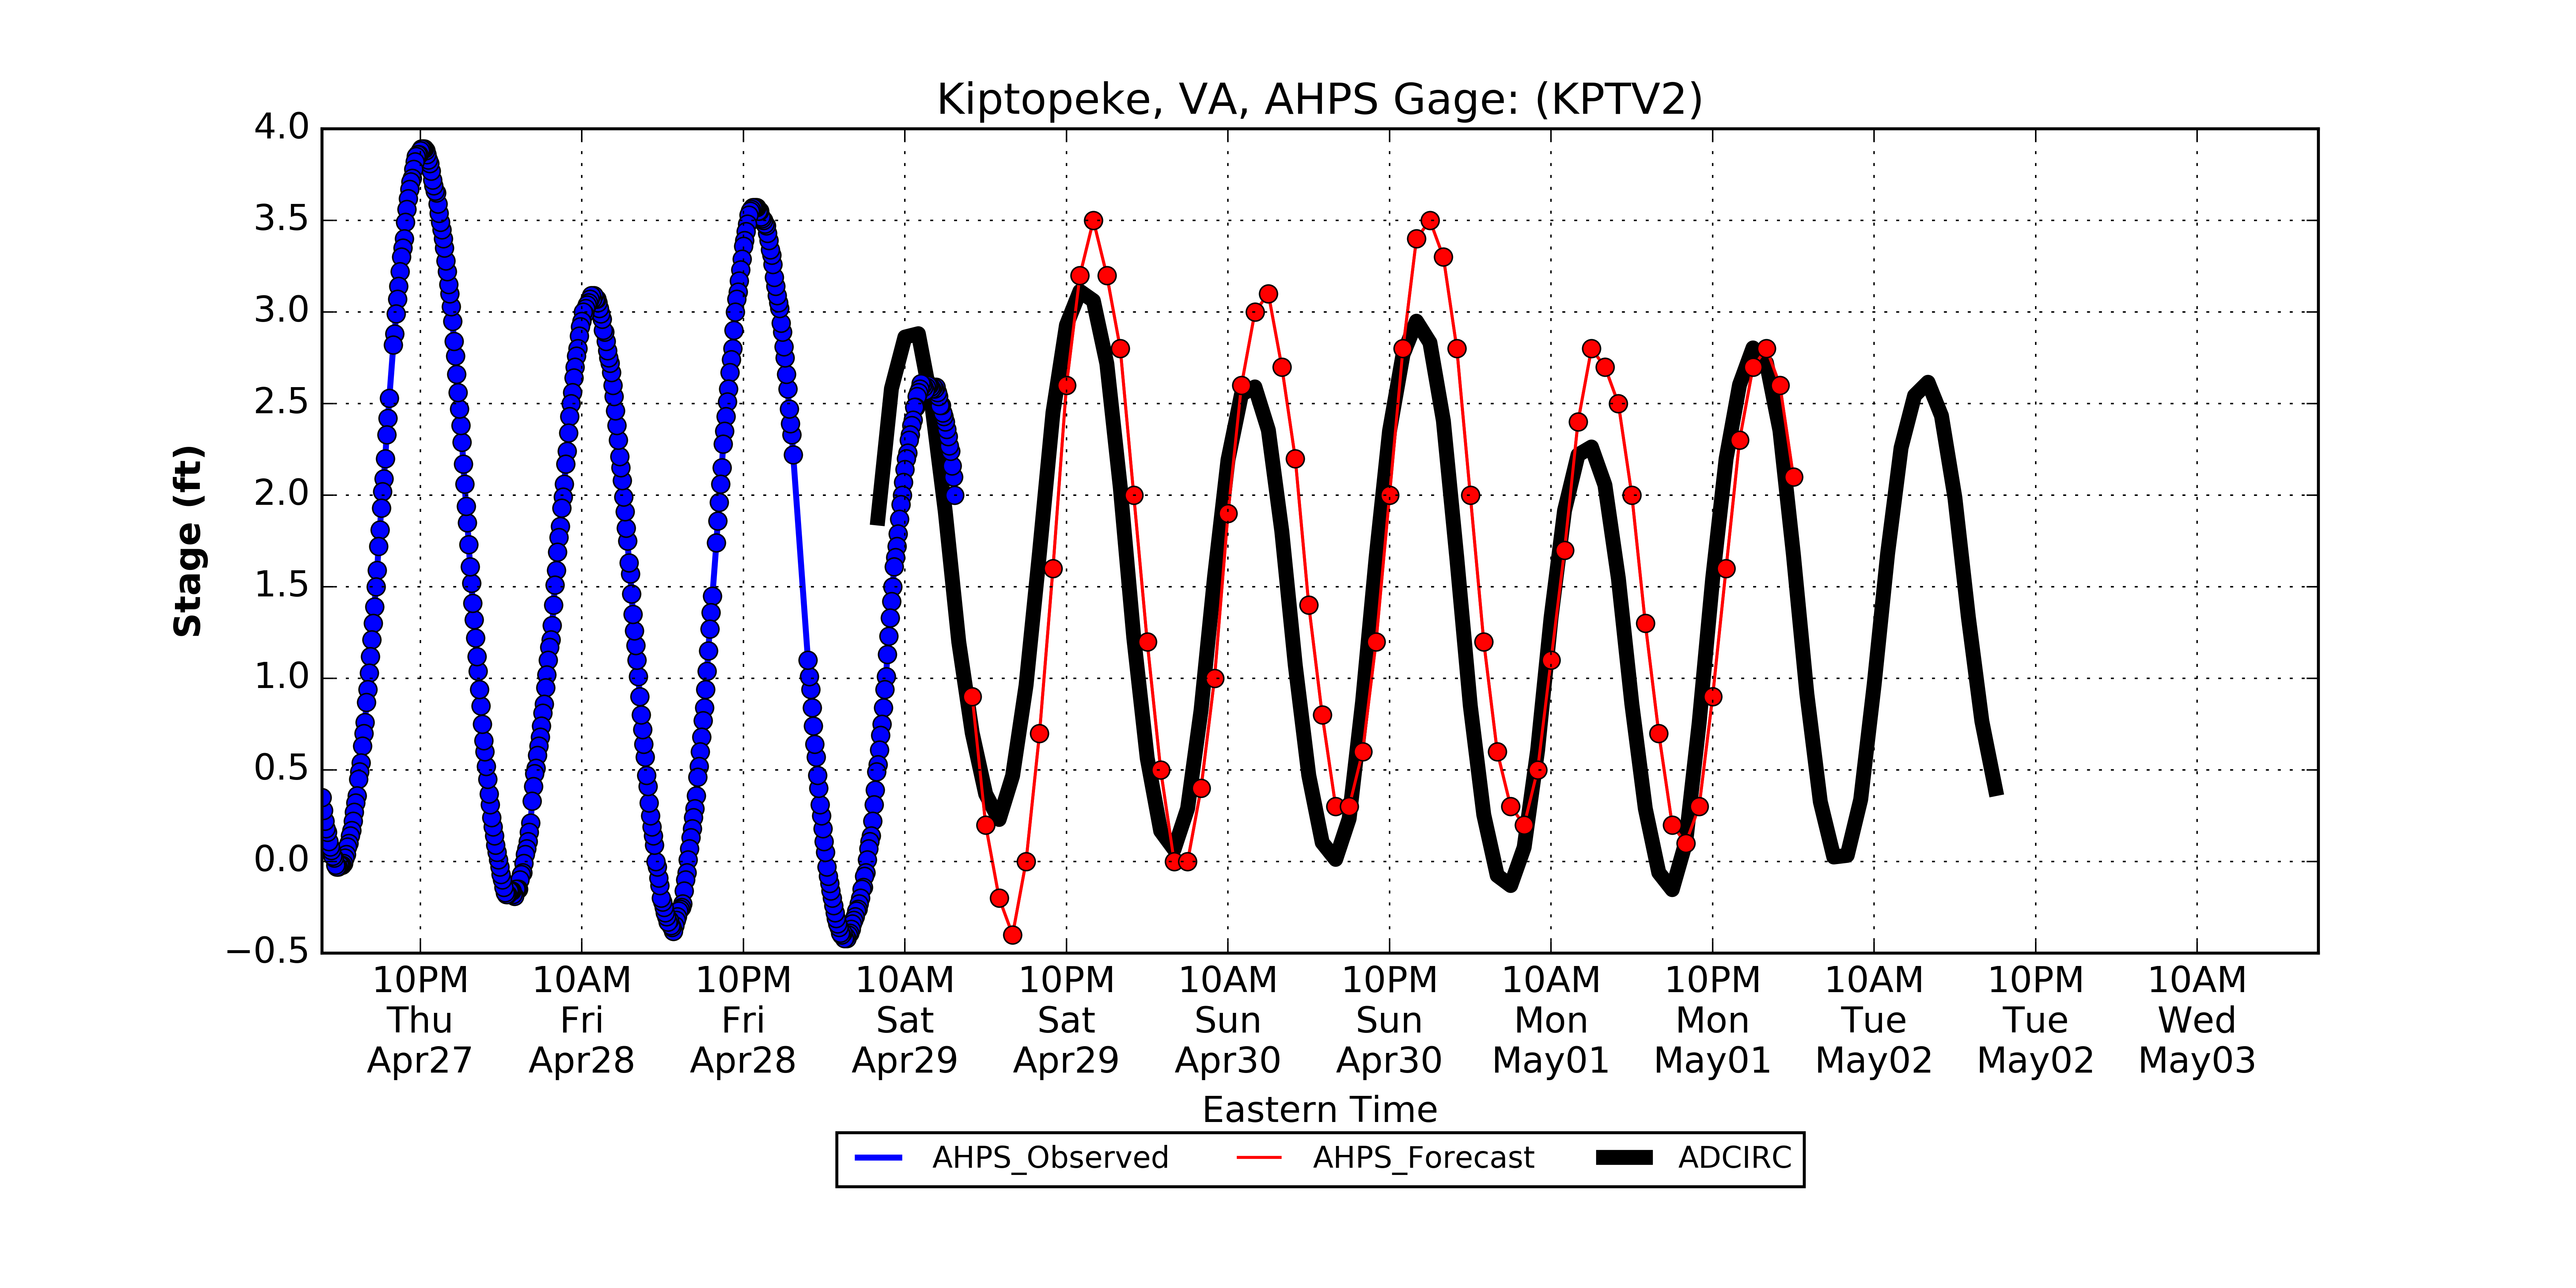 Kiptopeke, VA, AHPS Gage: (KPTV2)
4.0
3.5
3.0
2.5
2.0
1.5
1.0
0.5
0.0
−0.5
Stage (ft)
10PM 10AM 10PM 10AM 10PM 10AM 10PM 10AM 10PM 10AM 10PM 10AM
Thu Fri Fri Sat Sat Sun Sun Mon Mon Tue Tue Wed
Apr27 Apr28 Apr28 Apr29 Apr29 Apr30 Apr30 May01 May01 May02 May02 May03
Eastern Time
AHPS_Observed AHPS_Forecast ADCIRC